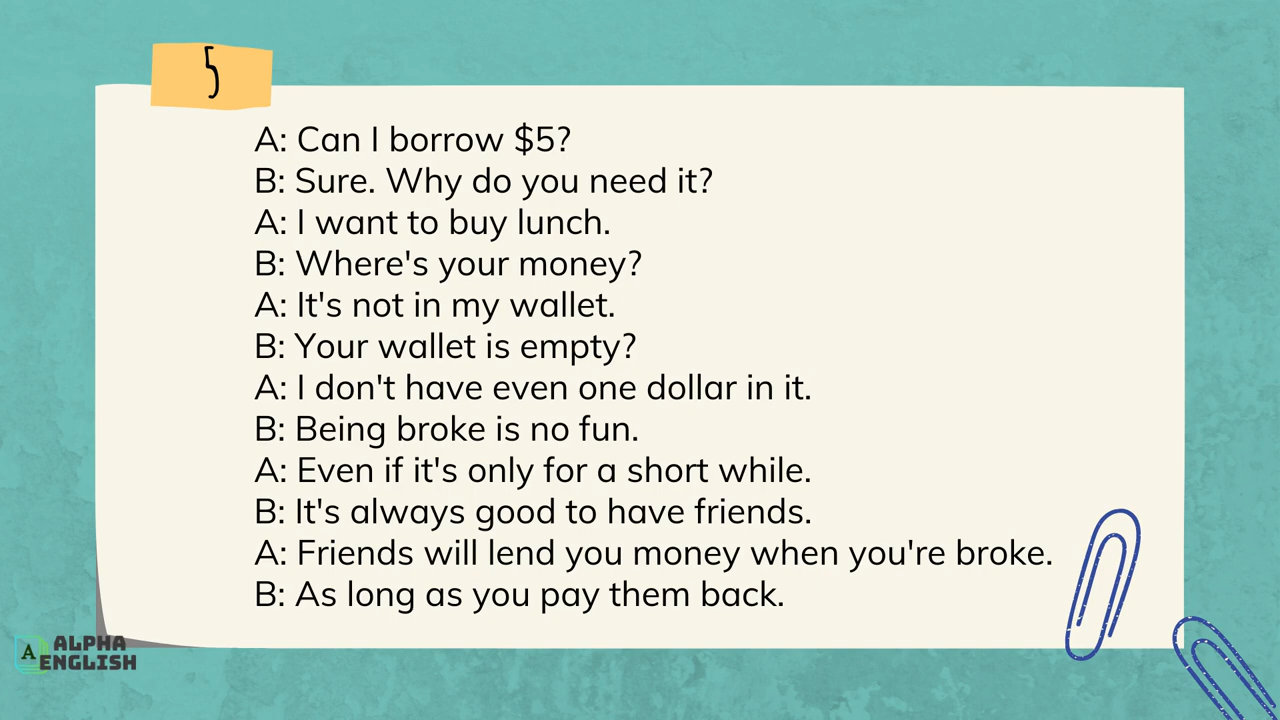 5
A: Can I borrow $5?
B: Sure. Why do you need it?
A: I want to buy lunch.
B: Where's your money?
A: It's not in my wallet.
B: Your wallet is empty?
A: I don't have even one dollar in it.
B: Being broke is no fun.
A: Even if it's only for a short while.
B: It's always good to have friends.
A: Friends will lend you money when you're broke.
B: As long as you pay them back.
A
ALPHA
ENGLISH